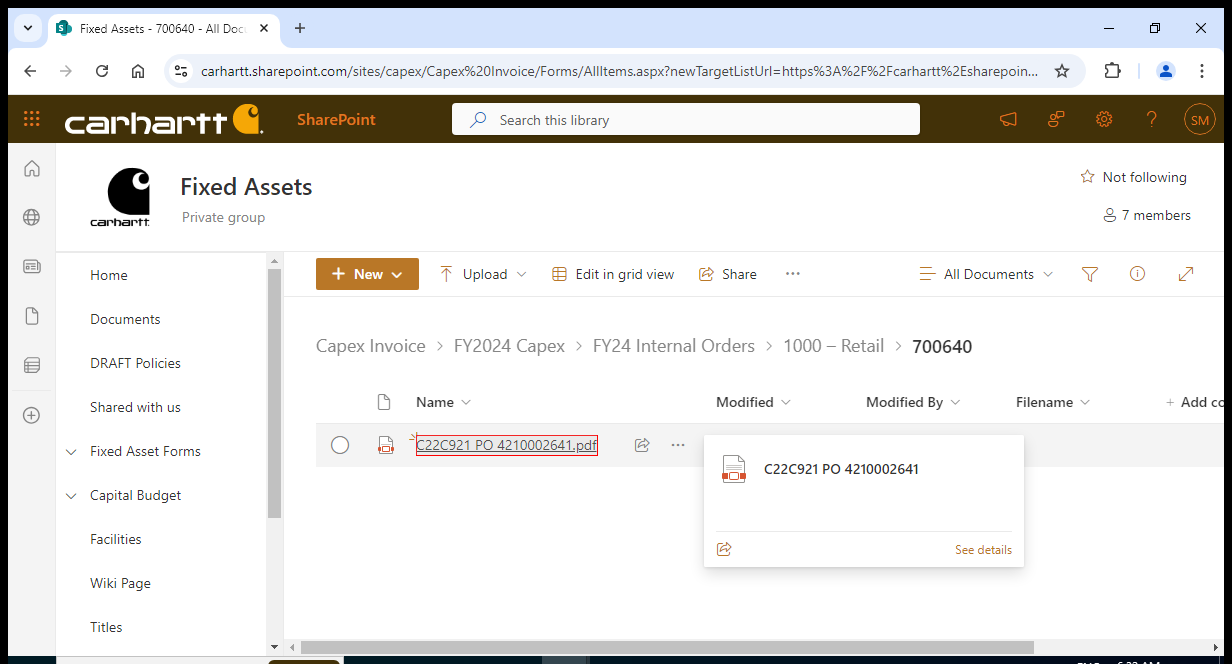 Fixed Assets - 700640 - All Doc
carhartt.sharepoint.com/sites/capex/Capex%20Invoice/Forms/AllItems.aspx?newTargetListUrl=https%3A%2F%2Fcarhartt%2Esharepoin...
carhartt
SharePoint
Search this library
SM
carhartt
Fixed Assets
Private group
Not following
7 members
Home
Documents
DRAFT Policies
Shared with us
Fixed Asset Forms
Capital Budget
Facilities
Wiki Page
Titles
New
Upload
Edit in grid view
Share
All Documents
Capex Invoice > FY2024 Capex > FY24 Internal Orders > 1000 – Retail > 700640
Name
Modified
Modified By
Filename
+ Add co
C22C921 PO 4210002641.pdf
C22C921 PO 4210002641
See details